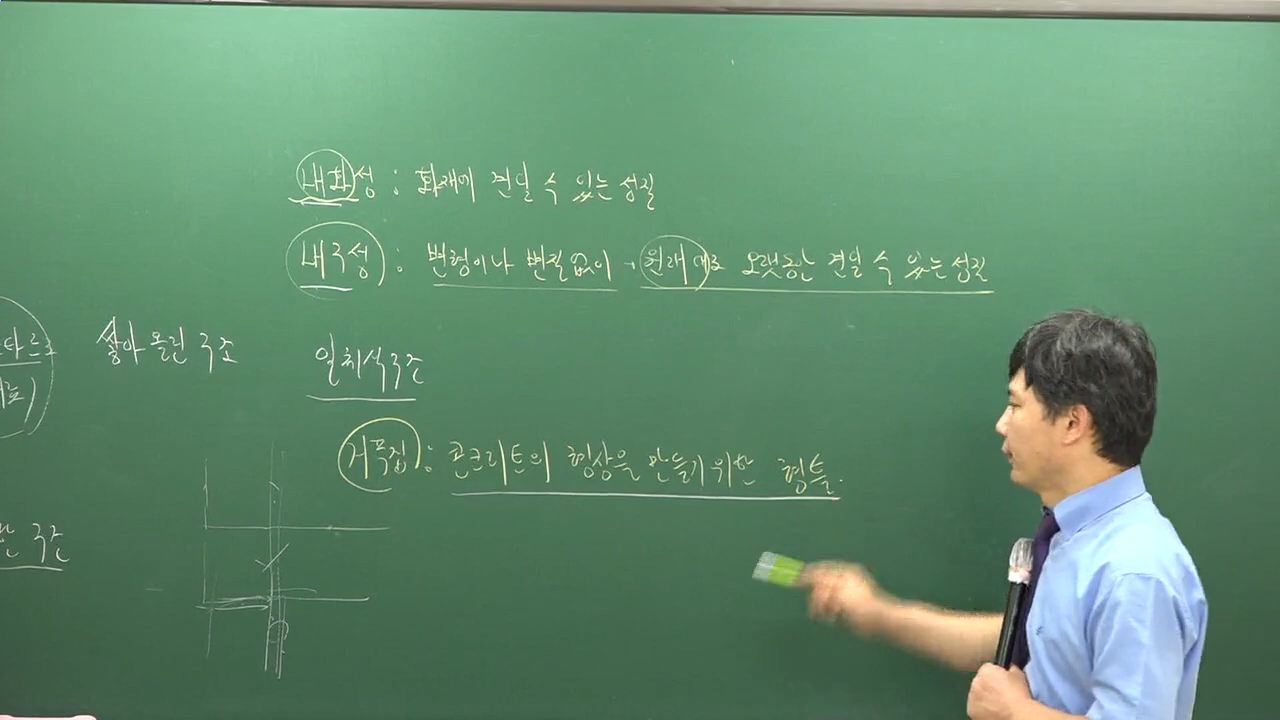 내화성 : 화재에 견딜 수 있는 성질
내구성 : 변형이나 변질 없이 → 원래대로 오랫동안 견딜 수 있는 성질
쌓아 올린 구조
일체식구조
거푸집 : 콘크리트의 형상을 만들기 위한 형틀.
구조